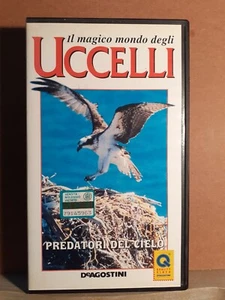 Il magico mondo degli
UCCELLI
PREDATORI DEL CIELO
DeAGOSTINI